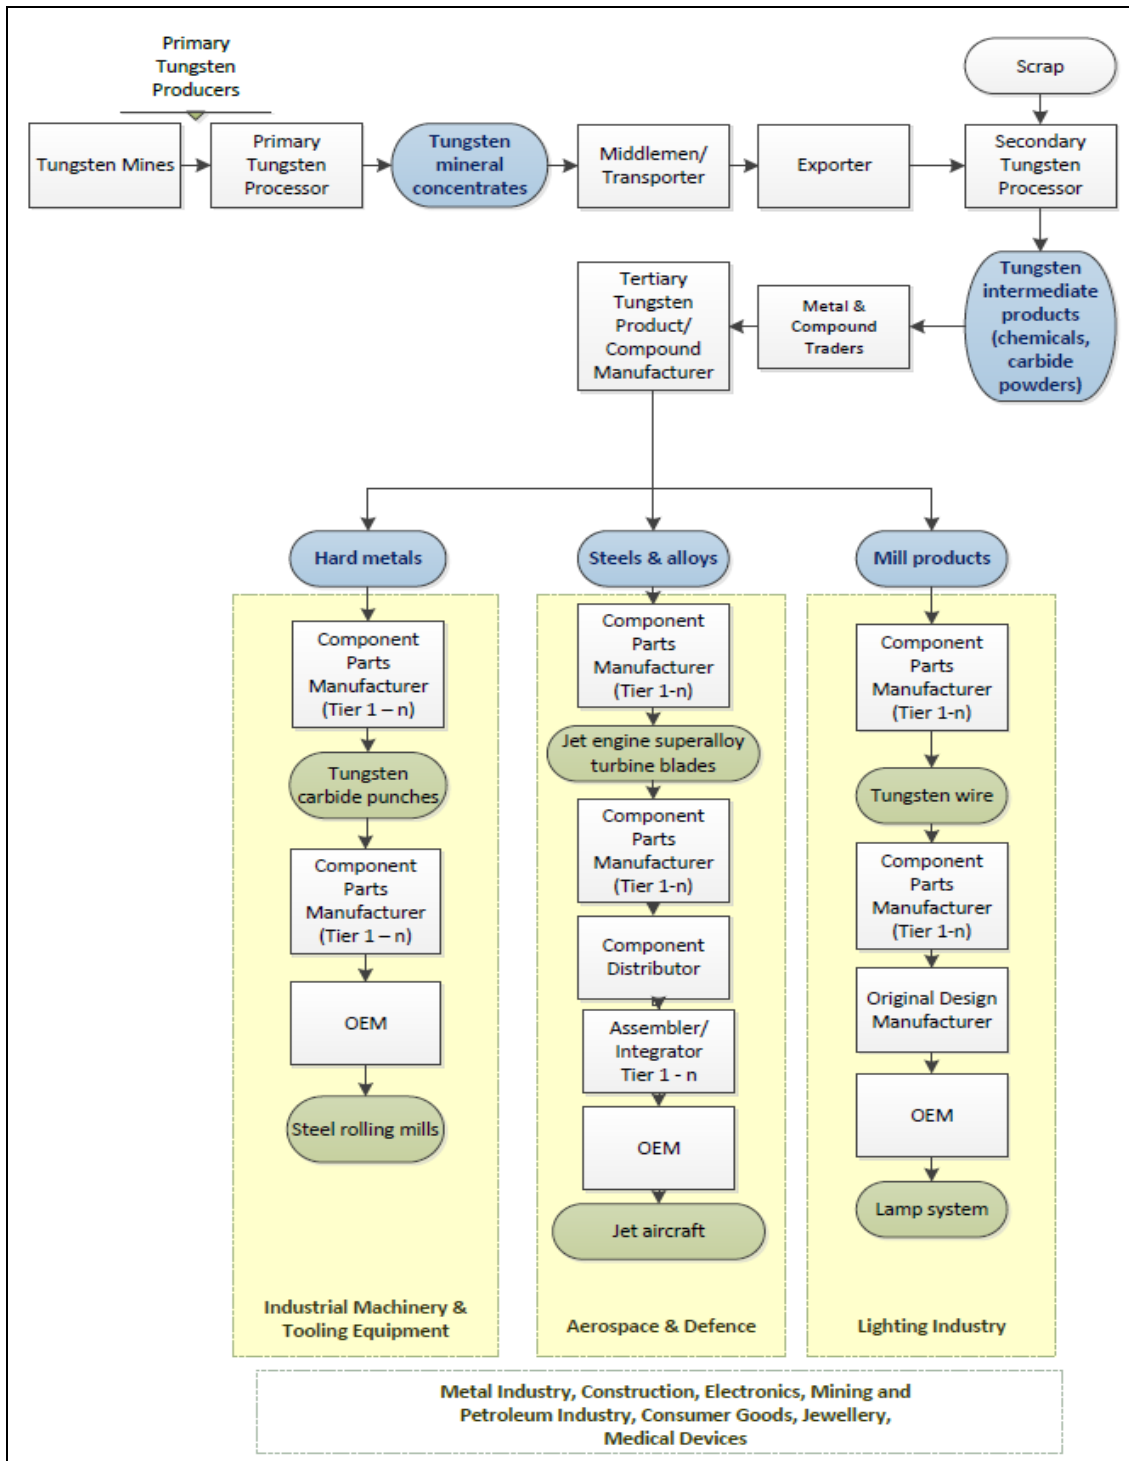 Primary
Tungsten
Producers
Scrap
Tungsten Mines
Primary
Tungsten
Processor
Tungsten
mineral
concentrates
Middlemen/
Transporter
Exporter
Secondary
Tungsten
Processor
Tertiary
Tungsten
Product/
Compound
Manufacturer
Metal &
Compound
Traders
Tungsten
intermediate
products
(chemicals,
carbide
powders)
Hard metals
Steels & alloys
Mill products
Component
Parts
Manufacturer
(Tier 1 – n)
Tungsten
carbide punches
Component
Parts
Manufacturer
(Tier 1 – n)
OEM
Steel rolling mills
Industrial Machinery &
Tooling Equipment
Component
Parts
Manufacturer
(Tier 1-n)
Jet engine superalloy
turbine blades
Component
Parts
Manufacturer
(Tier 1-n)
Component
Distributor
Assembler/
Integrator
Tier 1 - n
OEM
Jet aircraft
Aerospace & Defence
Component
Parts
Manufacturer
(Tier 1-n)
Tungsten wire
Component
Parts
Manufacturer
(Tier 1-n)
Original Design
Manufacturer
OEM
Lamp system
Lighting Industry
Metal Industry, Construction, Electronics, Mining and
Petroleum Industry, Consumer Goods, Jewellery,
Medical Devices